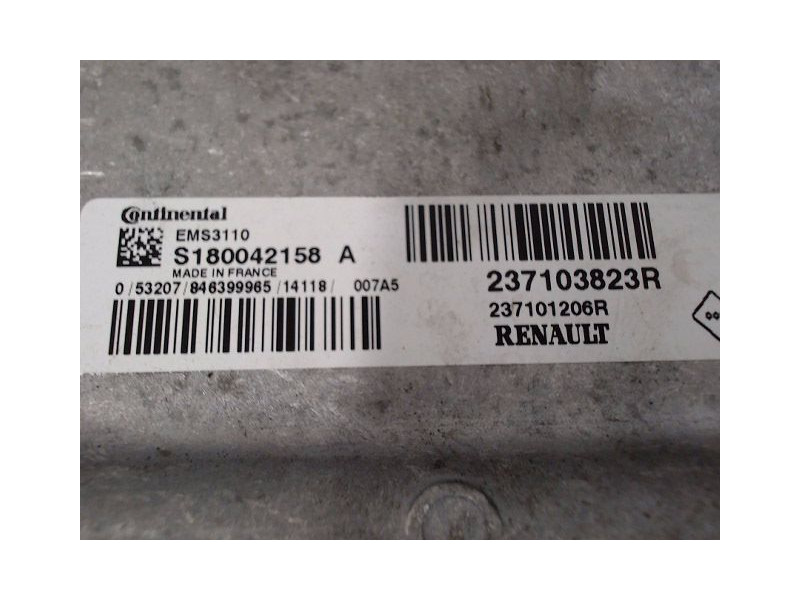 Continental
EMS3110
S180042158 A
MADE IN FRANCE
0/53207/846399965/14118/ 007A5
237103823R
237101206R
RENAULT